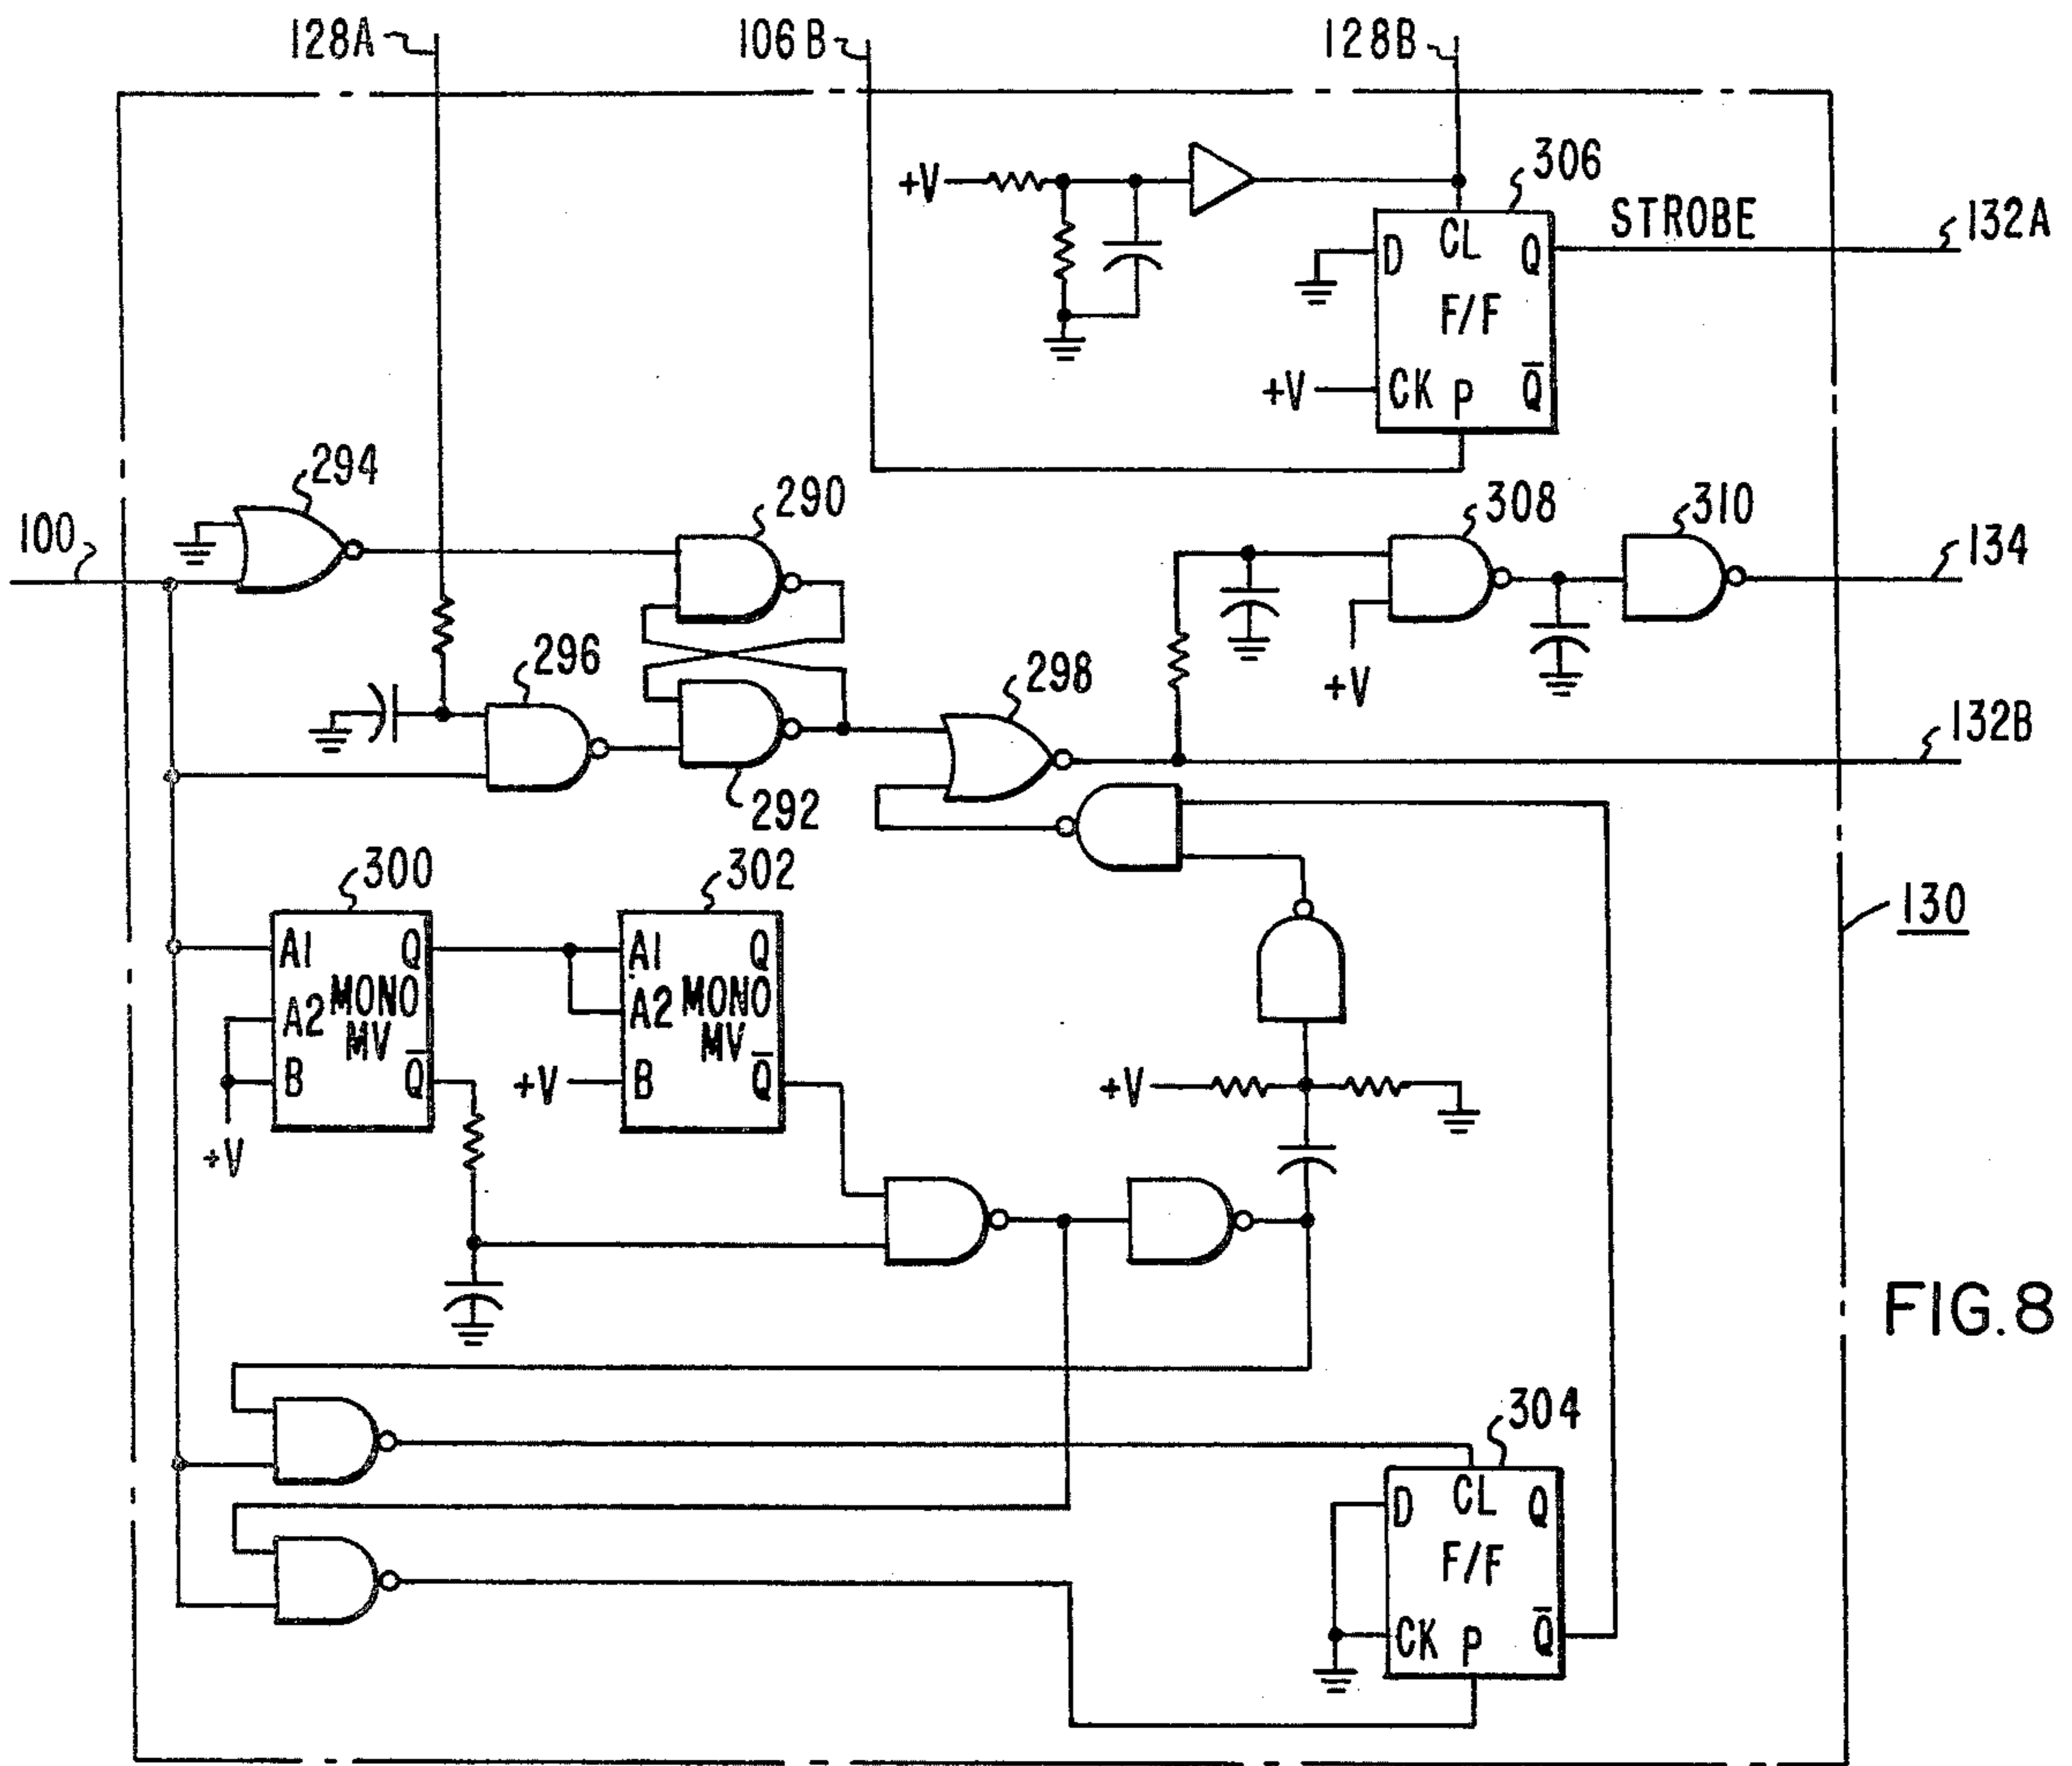 128A
106B
128B
+V
306
STROBE
132A
D
CL
Q
F/F
+V
CK
P
Q̅
294
290
308
310
100
134
296
298
+V
132B
292
300
302
130
A1
Q
A1
Q
A2
MONO
A2
MONO
MV
MV
B
Q̅
+V
B
Q̅
+V
+V
FIG.8
304
D
CL
Q
F/F
CK
P
Q̅